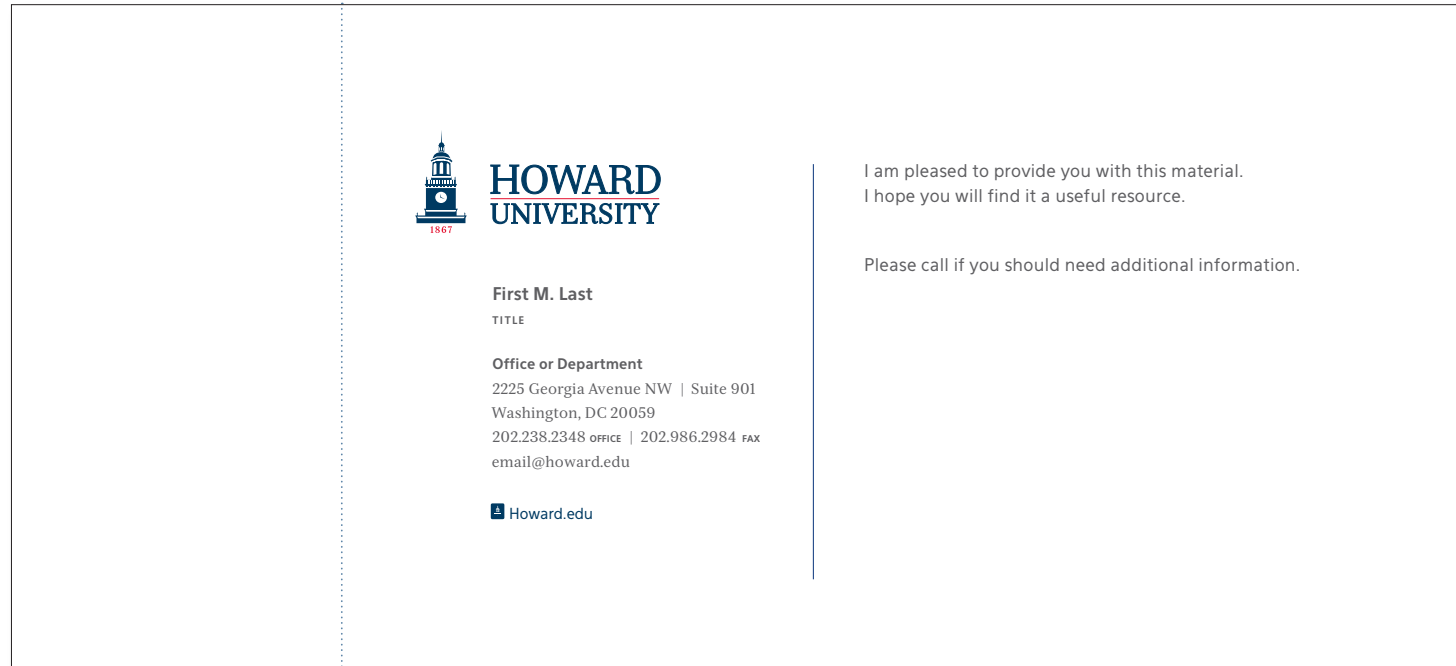 HOWARD
UNIVERSITY
1867
First M. Last
TITLE
Office or Department
2225 Georgia Avenue NW | Suite 901
Washington, DC 20059
202.238.2348 OFFICE | 202.986.2984 FAX
email@howard.edu
Howard.edu
I am pleased to provide you with this material.
I hope you will find it a useful resource.
Please call if you should need additional information.